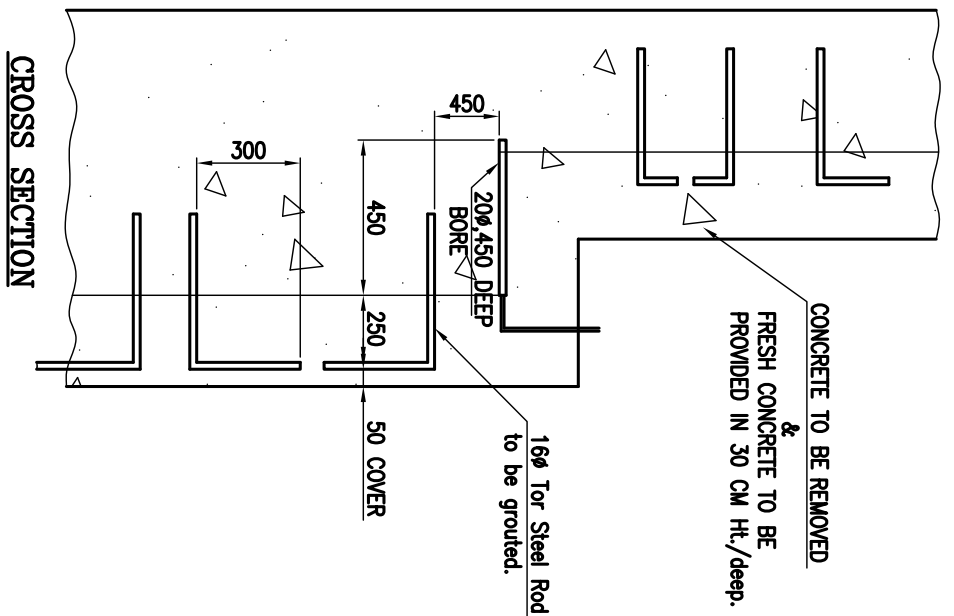 CONCRETE TO BE REMOVED
&
FRESH CONCRETE TO BE
PROVIDED IN 30 CM Ht./deep.
450
20ø,450 DEEP
BORE
450
300
250
50 COVER
16ø Tor Steel Rod
to be grouted.
CROSS SECTION